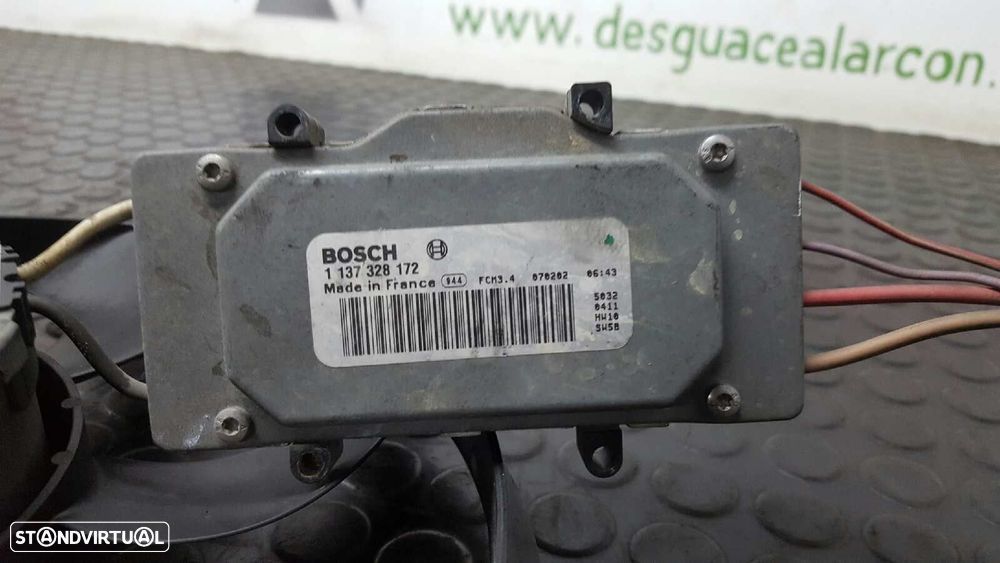 desguacealarcon.
BOSCH
1 137 328 172
Made in France 944 FCM3.4 070202 06:43
5032
0411
HW10
SW58
STANDVIRTUAL